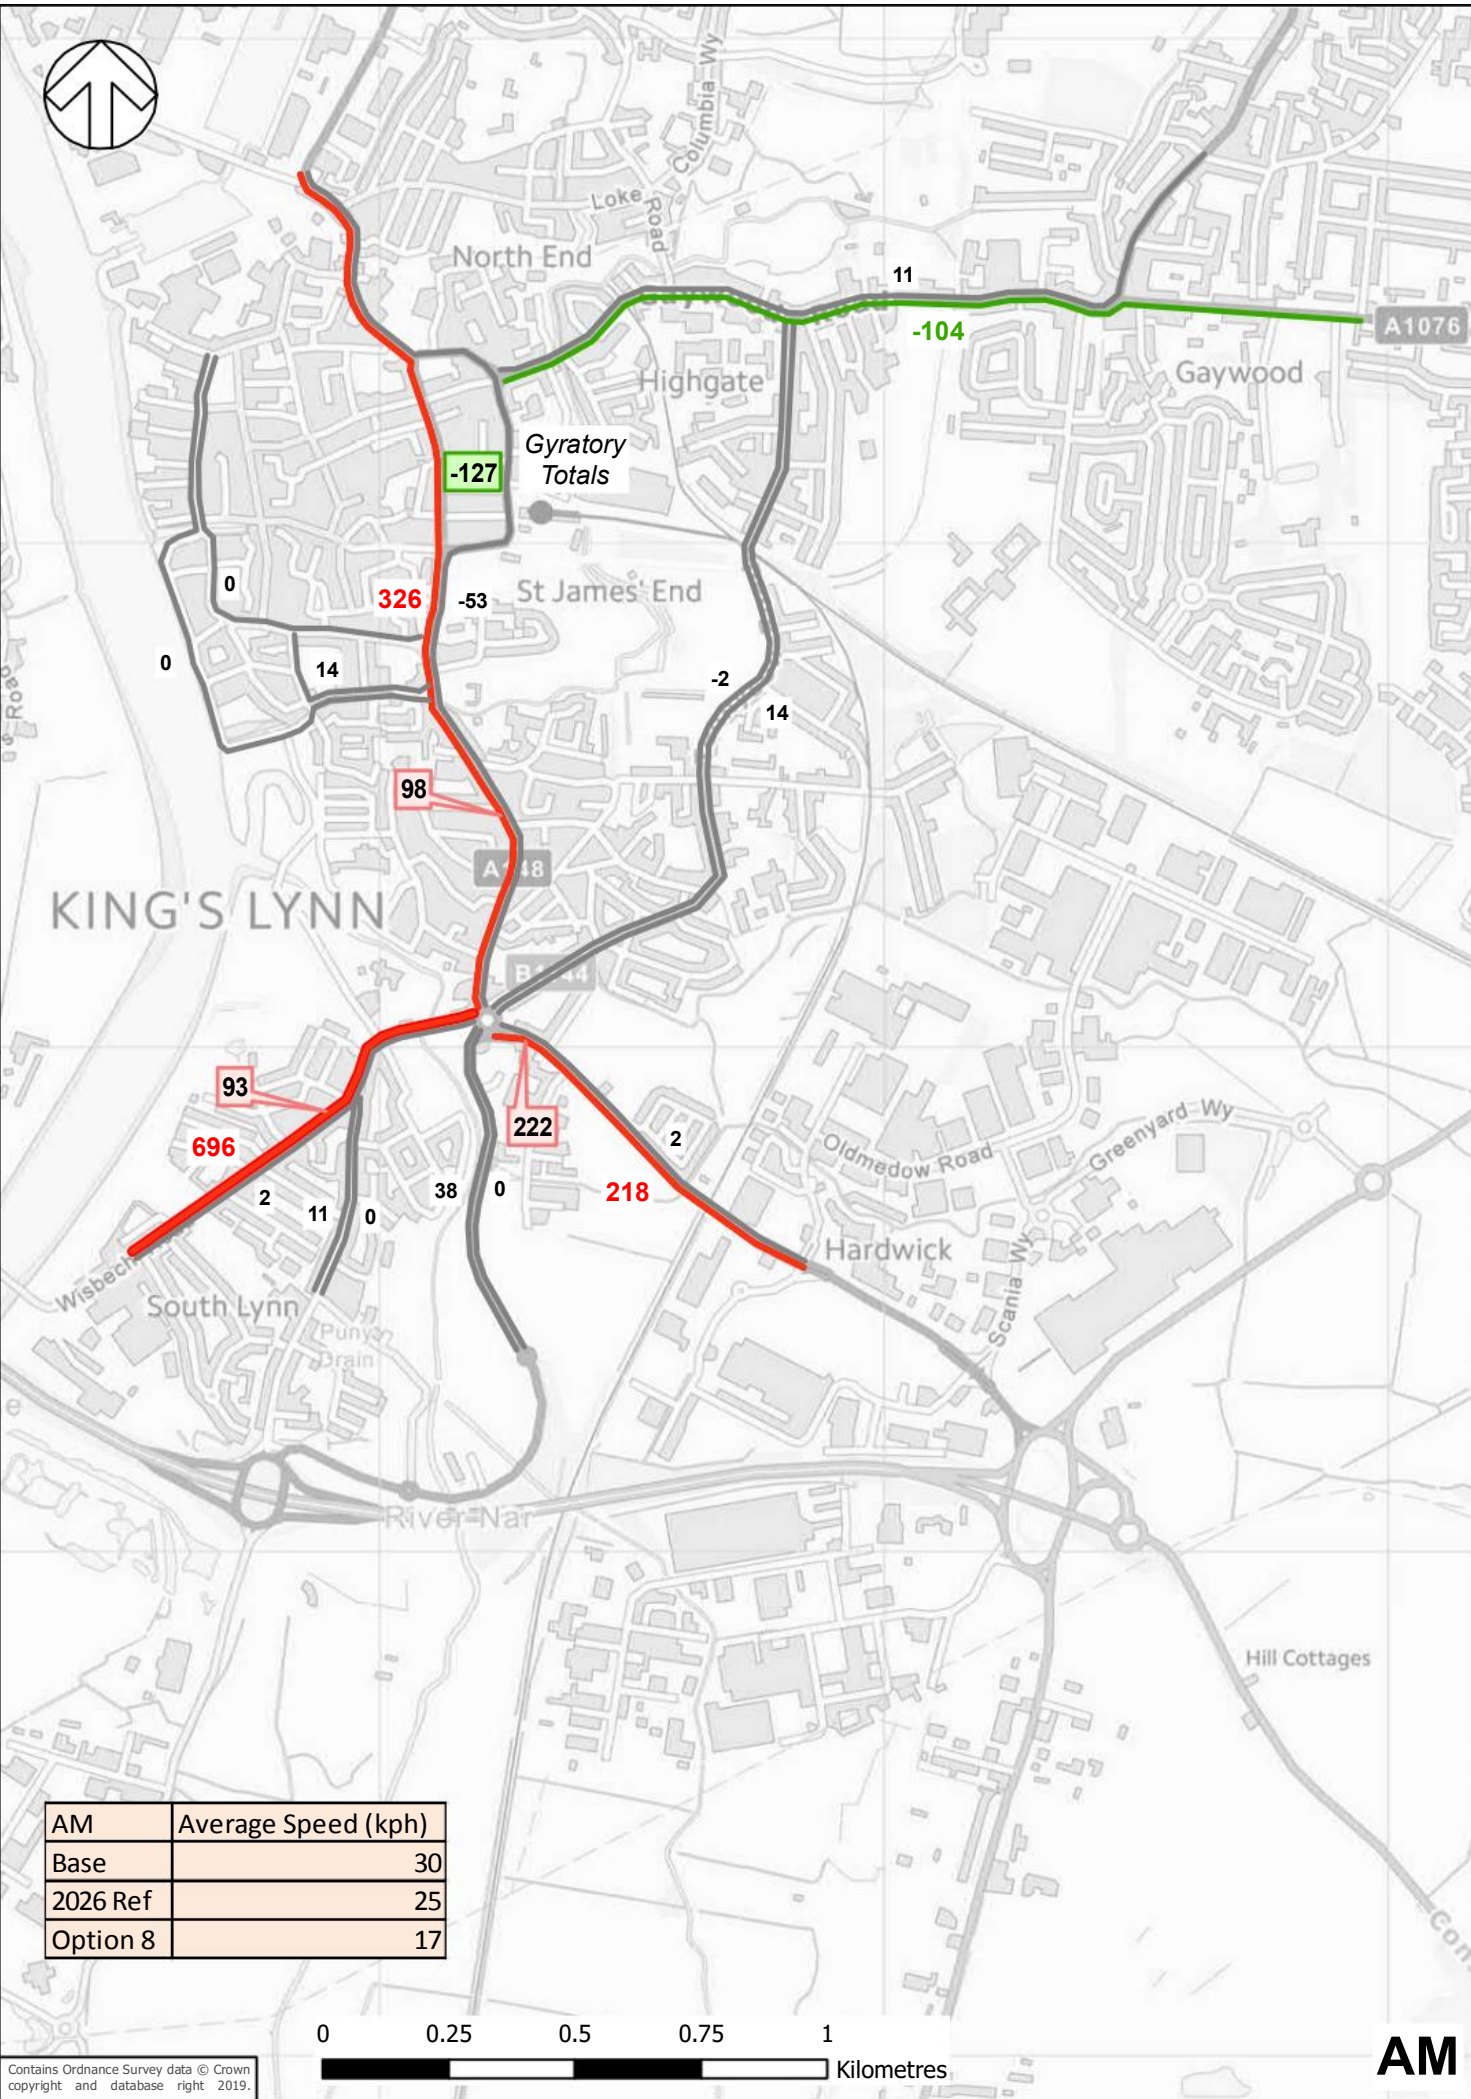 Columbia Wy
Loke Road
North End
11
-104
A1076
Gaywood
Highgate
Gyratory
Totals
-127
0
326
-53
St James' End
0
14
-2
14
98
KING'S LYNN
93
696
222
2
218
2
11
0
38
0
Oldmedow Road
Greenyard Wy
Hardwick
Scania Wy
South Lynn
Puny
Drain
River Nar
Hill Cottages
AM Average Speed (kph)
Base 30
2026 Ref 25
Option 8 17
0 0.25 0.5 0.75 1
Kilometres
AM
Contains Ordnance Survey data © Crown
copyright and database right 2019.